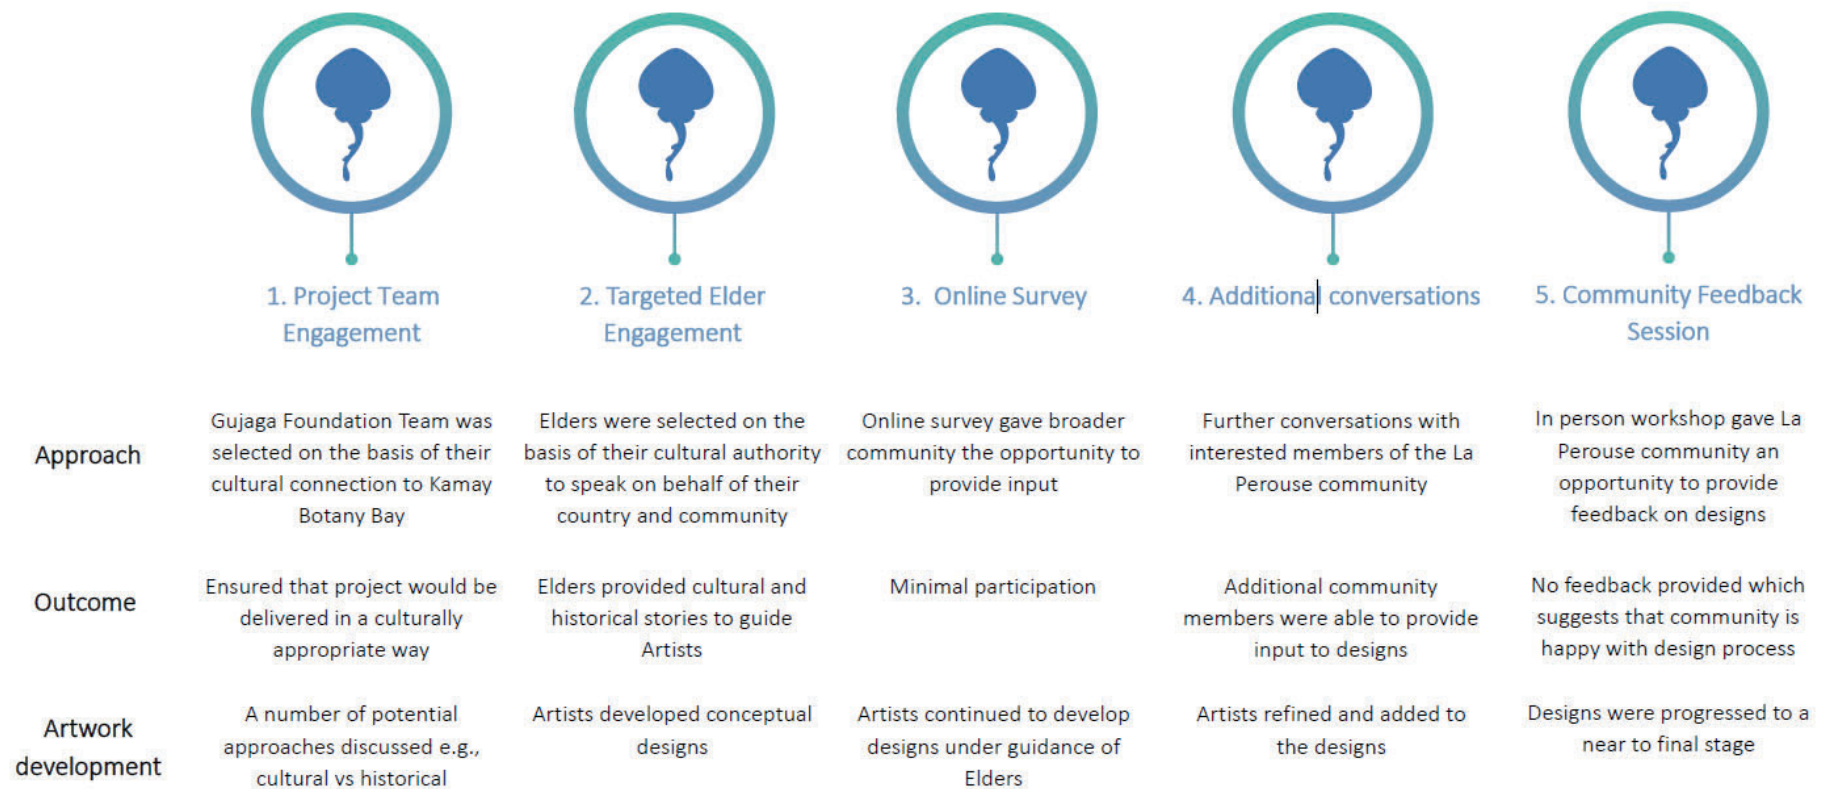 1. Project Team
Engagement
2. Targeted Elder
Engagement
3. Online Survey
4. Additional conversations
5. Community Feedback
Session
Approach
Gujaga Foundation Team was
selected on the basis of their
cultural connection to Kamay
Botany Bay
Elders were selected on the
basis of their cultural authority
to speak on behalf of their
country and community
Online survey gave broader
community the opportunity to
provide input
Further conversations with
interested members of the La
Perouse community
In person workshop gave La
Perouse community an
opportunity to provide
feedback on designs
Outcome
Ensured that project would be
delivered in a culturally
appropriate way
Elders provided cultural and
historical stories to guide
Artists
Minimal participation
Additional community
members were able to provide
input to designs
No feedback provided which
suggests that community is
happy with design process
Artwork
development
A number of potential
approaches discussed e.g.,
cultural vs historical
Artists developed conceptual
designs
Artists continued to develop
designs under guidance of
Elders
Artists refined and added to
the designs
Designs were progressed to a
near to final stage